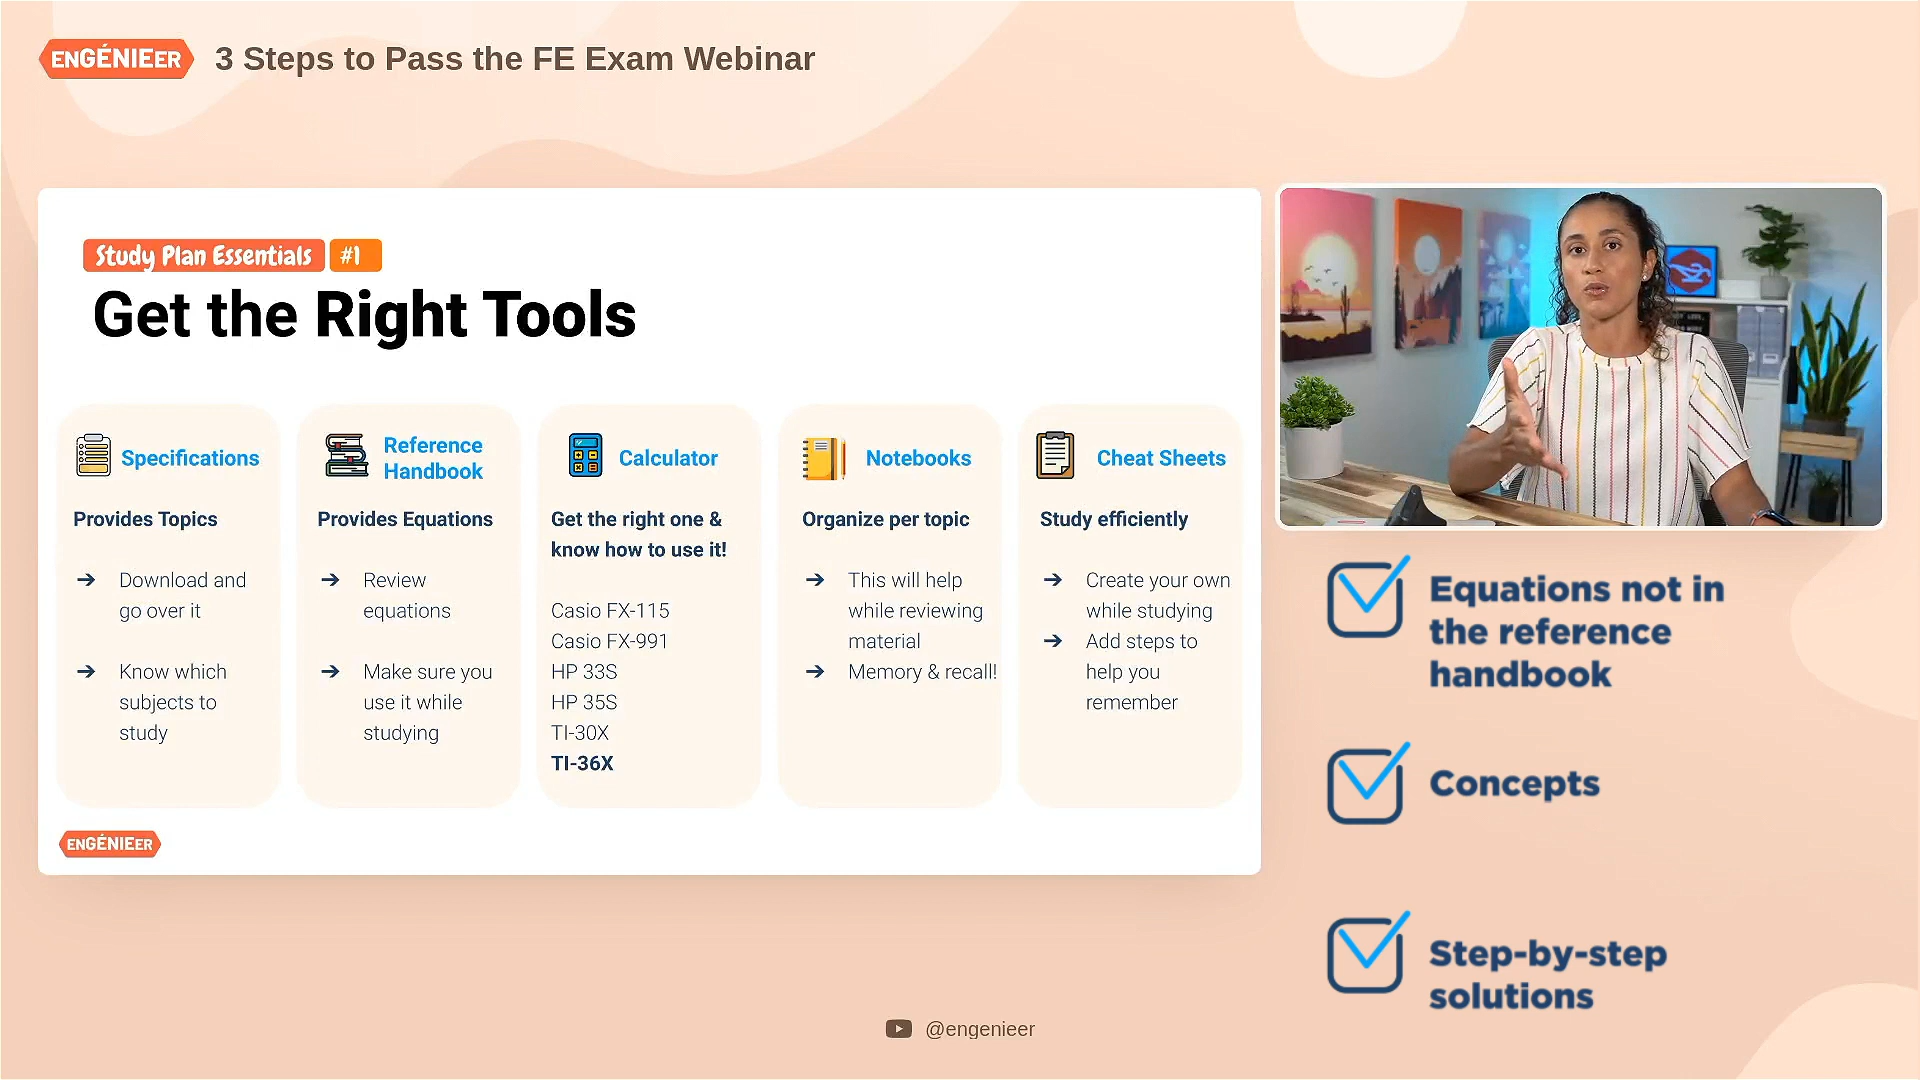 ENGÉNIEER
3 Steps to Pass the FE Exam Webinar
Study Plan Essentials #1
Get the Right Tools
Specifications
Provides Topics
➔ Download and
go over it
➔ Know which
subjects to
study
Reference
Handbook
Provides Equations
➔ Review
equations
➔ Make sure you
use it while
studying
Calculator
Get the right one &
know how to use it!
Casio FX-115
Casio FX-991
HP 33S
HP 35S
TI-30X
TI-36X
Notebooks
Organize per topic
➔ This will help
while reviewing
material
➔ Memory & recall!
Cheat Sheets
Study efficiently
➔ Create your own
while studying
➔ Add steps to
help you
remember
ENGÉNIEER
Equations not in
the reference
handbook
Concepts
Step-by-step
solutions
@engenieer